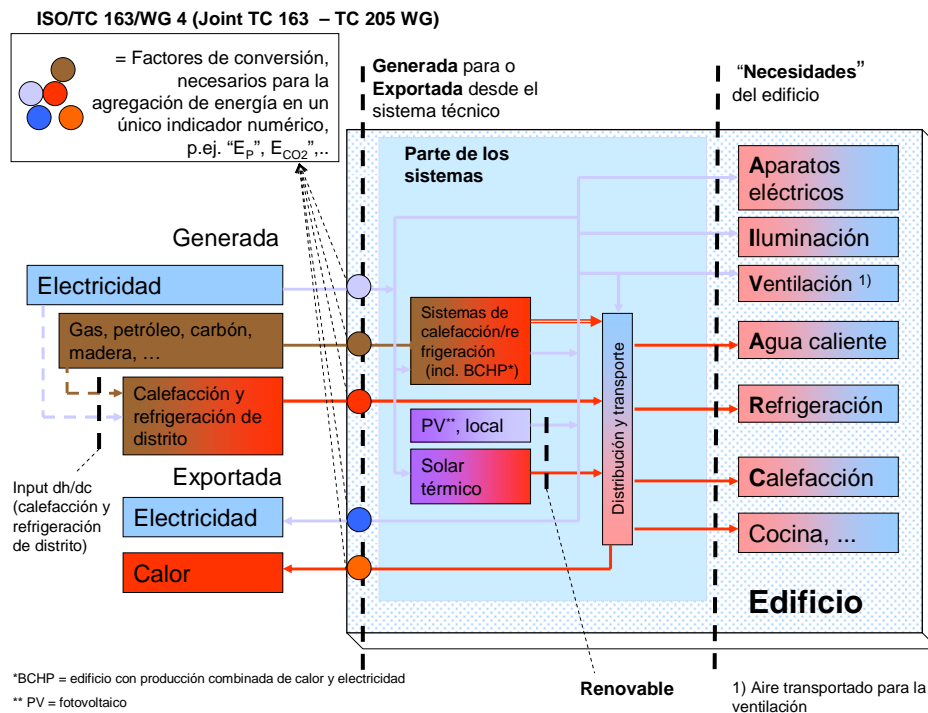 ISO/TC 163/WG 4 (Joint TC 163 – TC 205 WG)
= Factores de conversión,
necesarios para la
agregación de energía en un
único indicador numérico,
p.ej. “EP”, ECO2”,..
Generada para o
Exportada desde el
sistema técnico
“Necesidades”
del edificio
Parte de los
sistemas
Aparatos
eléctricos
Iluminación
Ventilación 1)
Agua caliente
Refrigeración
Calefacción
Cocina, ...
Generada
Electricidad
Gas, petróleo, carbón,
madera, …
Calefacción y
refrigeración de
distrito
Sistemas de
calefacción/re
frigeración
(incl. BCHP*)
PV**, local
Solar
térmico
Distribución y transporte
Input dh/dc
(calefacción y
refrigeración
de distrito)
Exportada
Electricidad
Calor
Edificio
*BCHP = edificio con producción combinada de calor y electricidad
** PV = fotovoltaico
Renovable
1) Aire transportado para la
ventilación